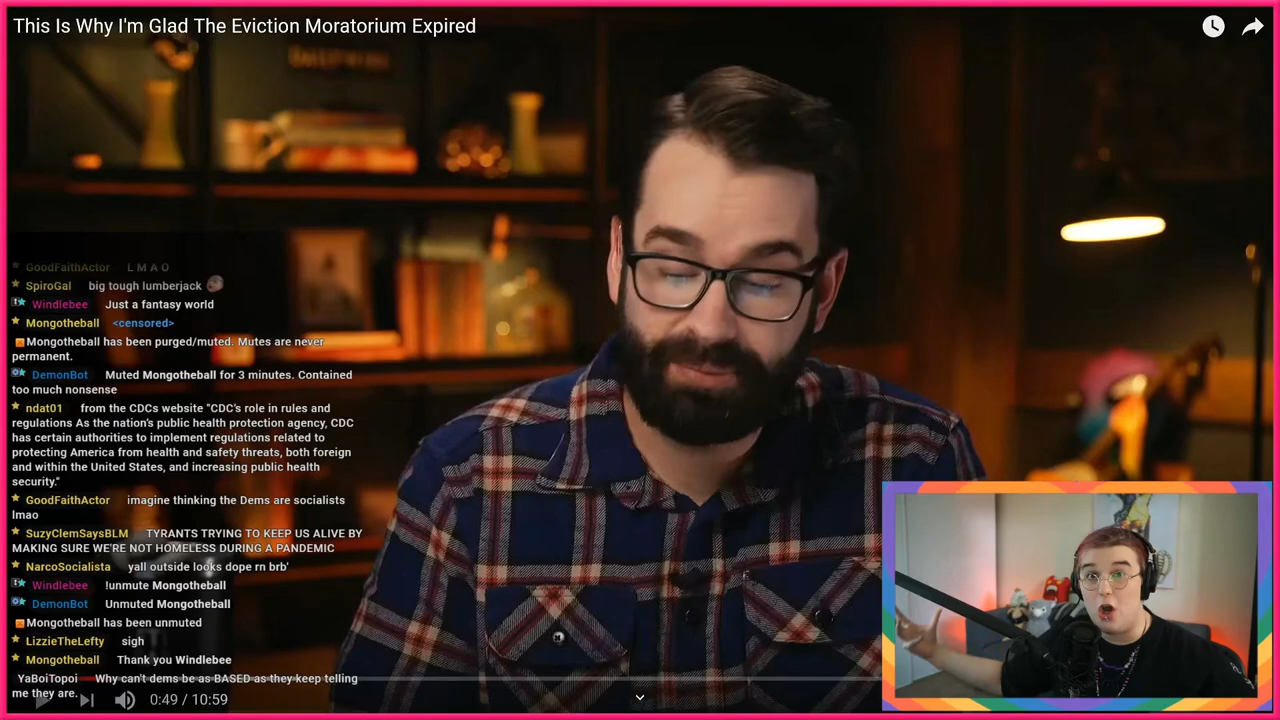 This Is Why I'm Glad The Eviction Moratorium Expired
GoodFaithActor L M A O
SpiroGal big tough lumberjack
Windlebee Just a fantasy world
Mongotheball <censored>
Mongotheball has been purged/muted. Mutes are never
permanent.
DemonBot Muted Mongotheball for 3 minutes. Contained
too much nonsense
ndat01 from the CDCs website "CDC's role in rules and
regulations As the nation's public health protection agency, CDC
has certain authorities to implement regulations related to
protecting America from health and safety threats, both foreign
and within the United States, and increasing public health
security."
GoodFaithActor imagine thinking the Dems are socialists
lmao
SuzyClemSaysBLM TYRANTS TRYING TO KEEP US ALIVE BY
MAKING SURE WE'RE NOT HOMELESS DURING A PANDEMIC
NarcoSocialista yall outside looks dope rn brb'
Windlebee !unmute Mongotheball
DemonBot Unmuted Mongotheball
Mongotheball has been unmuted
LizzieTheLefty sigh
Mongotheball Thank you Windlebee
YaBoiTopoi Why can't dems be as BASED as they keep telling
me they are.
0:49 / 10:59